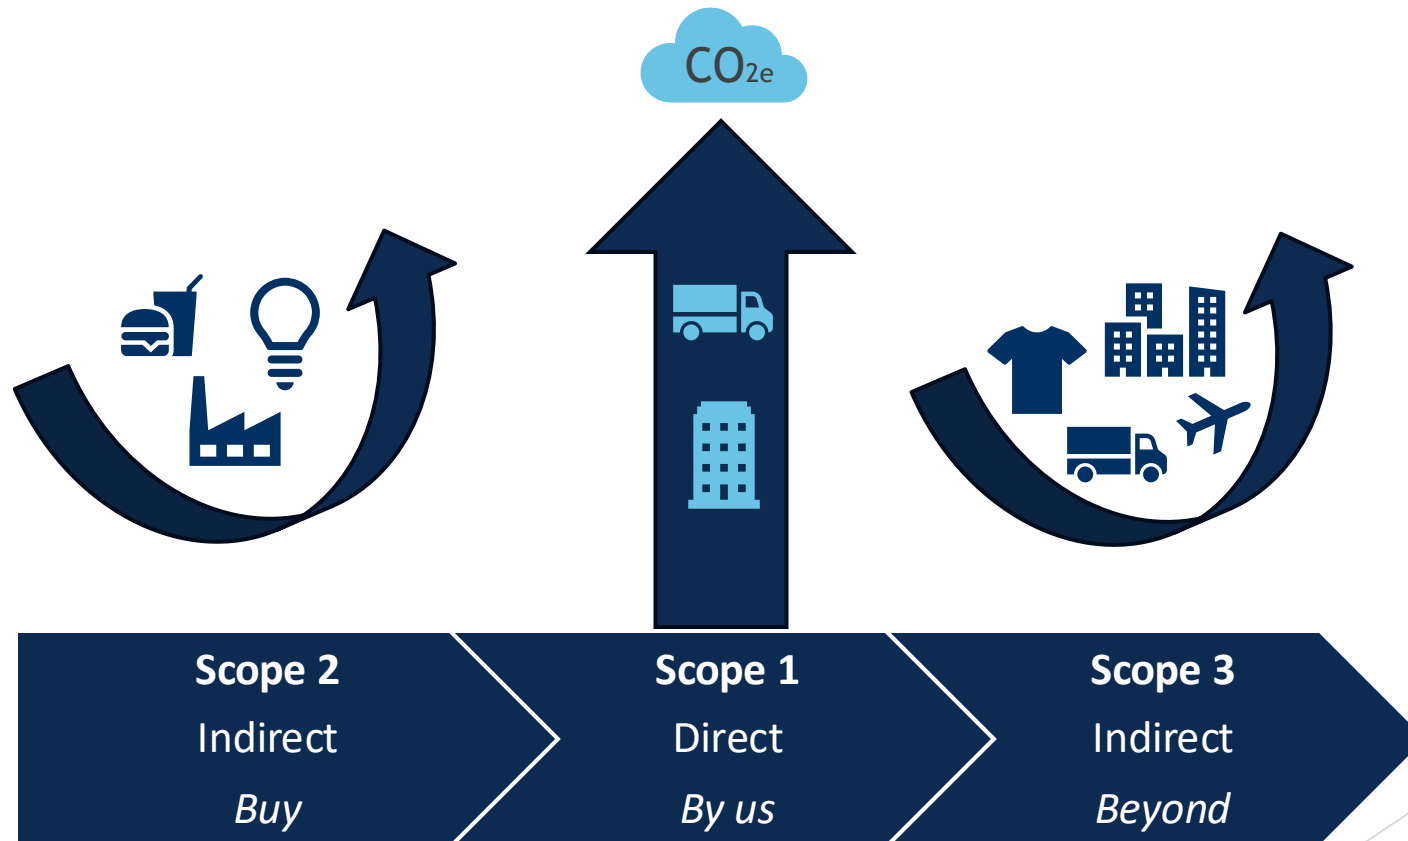 CO2e
Scope 2
Indirect
Buy
Scope 1
Direct
By us
Scope 3
Indirect
Beyond